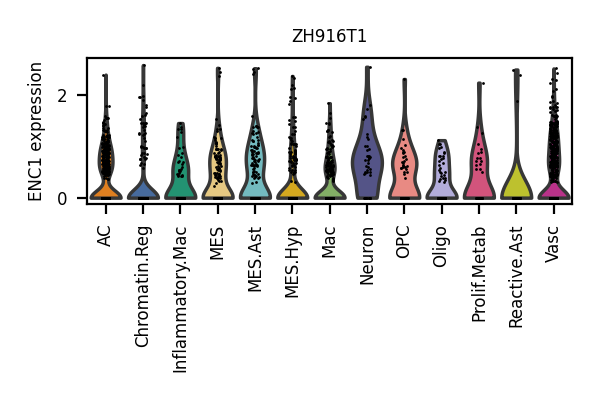 ZH916T1
ENC1 expression
2
0
AC
Chromatin.Reg
Inflammatory.Mac
MES
MES.Ast
MES.Hyp
Mac
Neuron
OPC
Oligo
Prolif.Metab
Reactive.Ast
Vasc